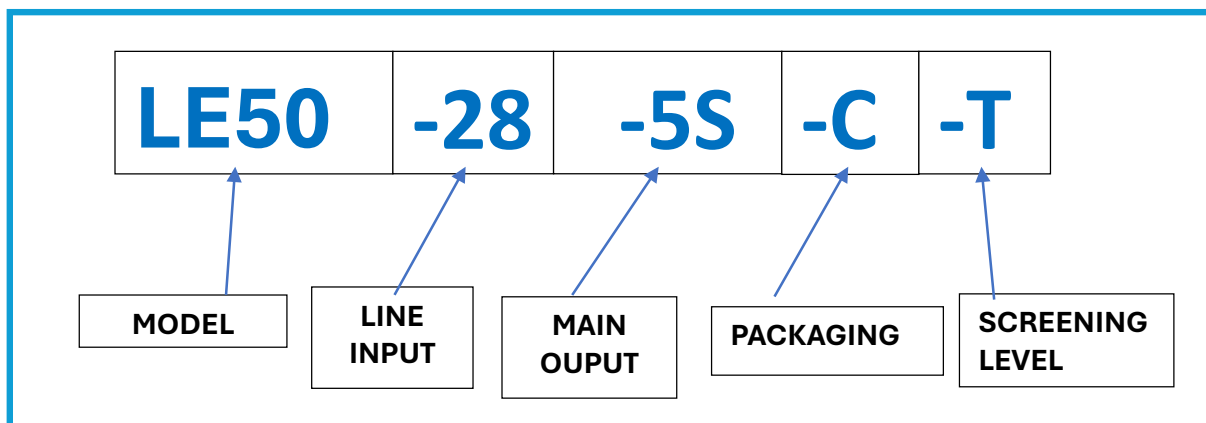 LE50 -28 -5S -C -T
MODEL
LINE
INPUT
MAIN
OUPUT
PACKAGING
SCREENING
LEVEL